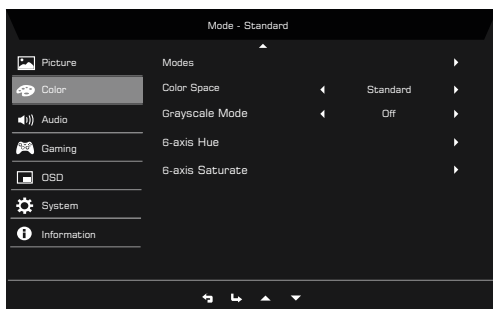 Mode - Standard
Picture
Color
Audio
Gaming
OSD
System
Information
Modes
Color Space Standard
Grayscale Mode Off
6-axis Hue
6-axis Saturate